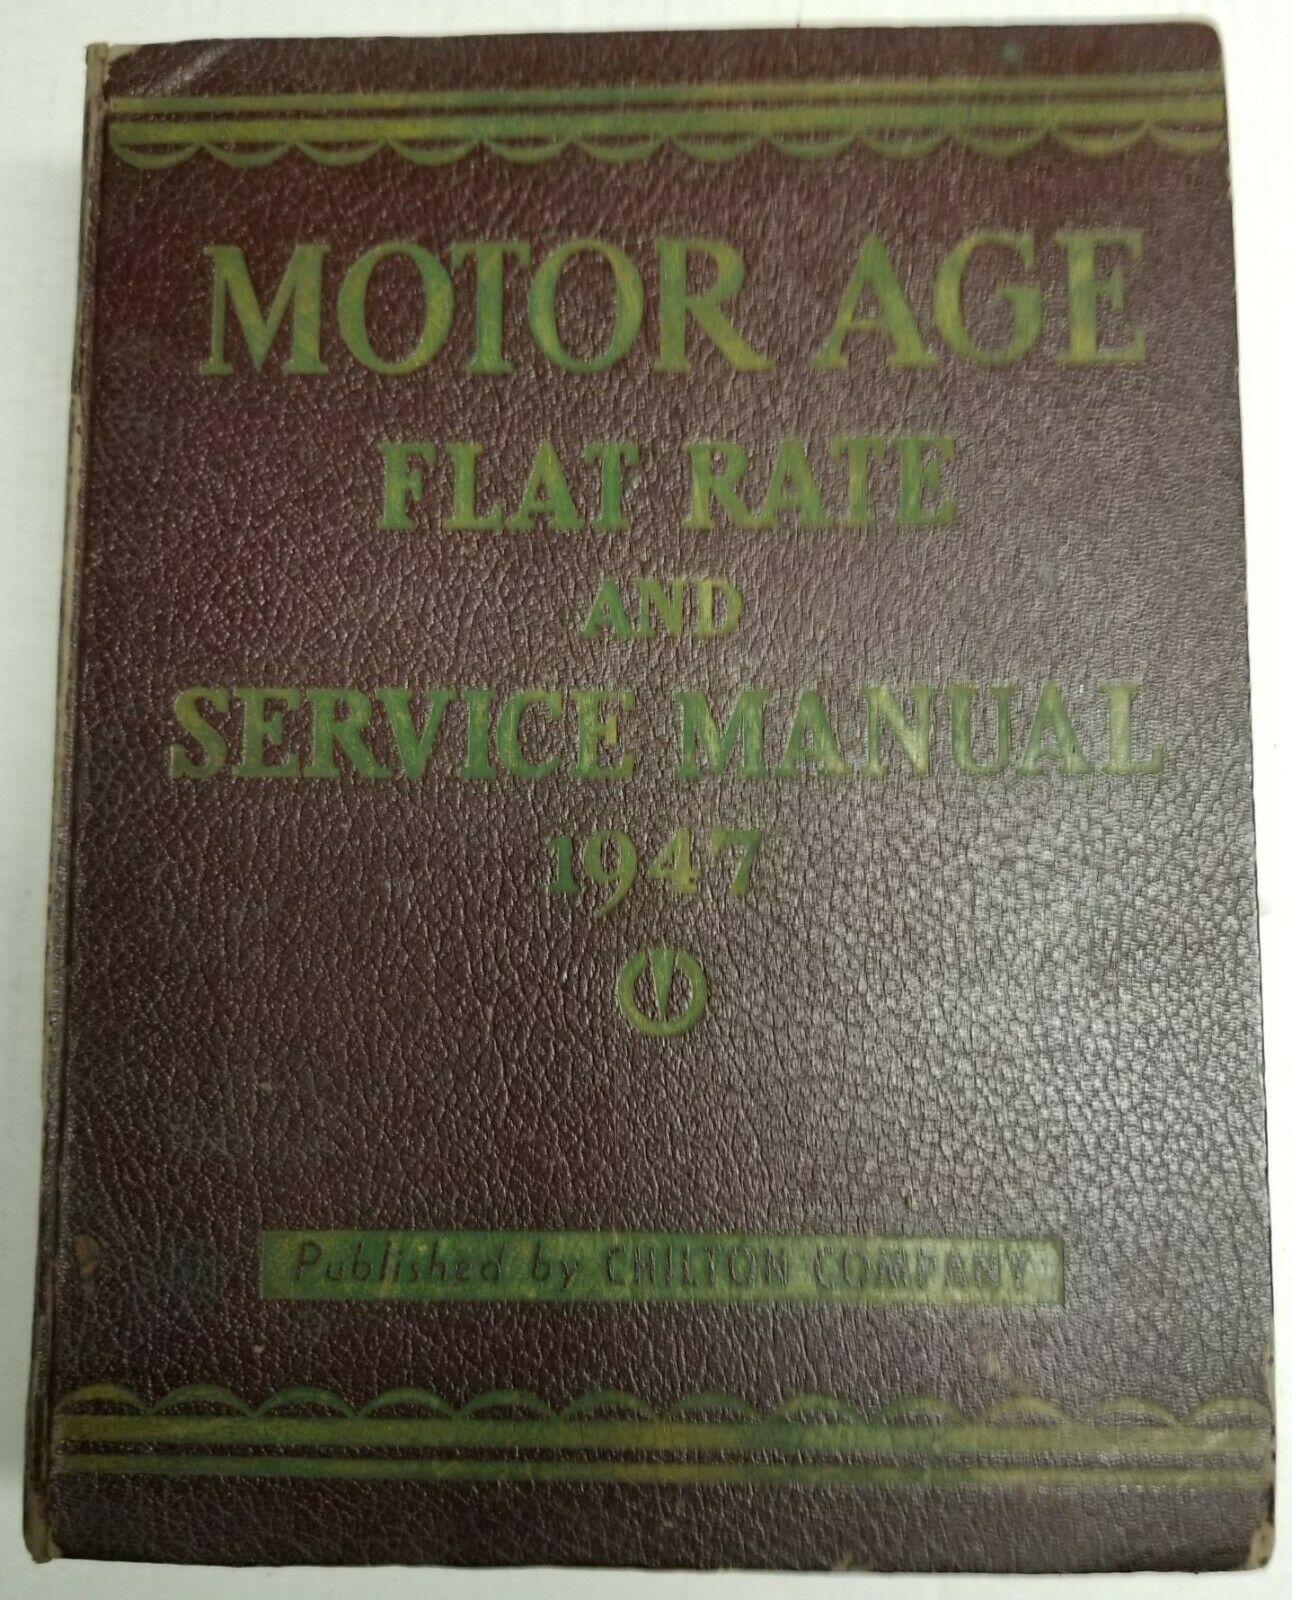 MOTOR AGE
FLAT RATE
AND
SERVICE MANUAL
1947
Published by CHILTON COMPANY